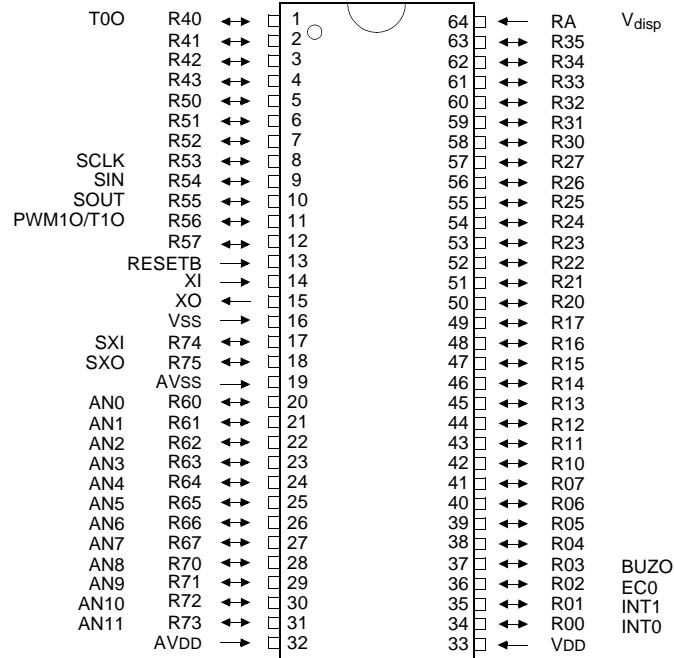 T0O R40 1 64 RA Vdisp
R41 2 63 R35
R42 3 62 R34
R43 4 61 R33
R50 5 60 R32
R51 6 59 R31
R52 7 58 R30
SCLK R53 8 57 R27
SIN R54 9 56 R26
SOUT R55 10 55 R25
PWM1O/T1O R56 11 54 R24
R57 12 53 R23
RESETB 13 52 R22
XI 14 51 R21
XO 15 50 R20
VSS 16 49 R17
SXI R74 17 48 R16
SXO R75 18 47 R15
AVSS 19 46 R14
AN0 R60 20 45 R13
AN1 R61 21 44 R12
AN2 R62 22 43 R11
AN3 R63 23 42 R10
AN4 R64 24 41 R07
AN5 R65 25 40 R06
AN6 R66 26 39 R05
AN7 R67 27 38 R04
AN8 R70 28 37 R03 BUZO
AN9 R71 29 36 R02 EC0
AN10 R72 30 35 R01 INT1
AN11 R73 31 34 R00 INT0
AVDD 32 33 VDD